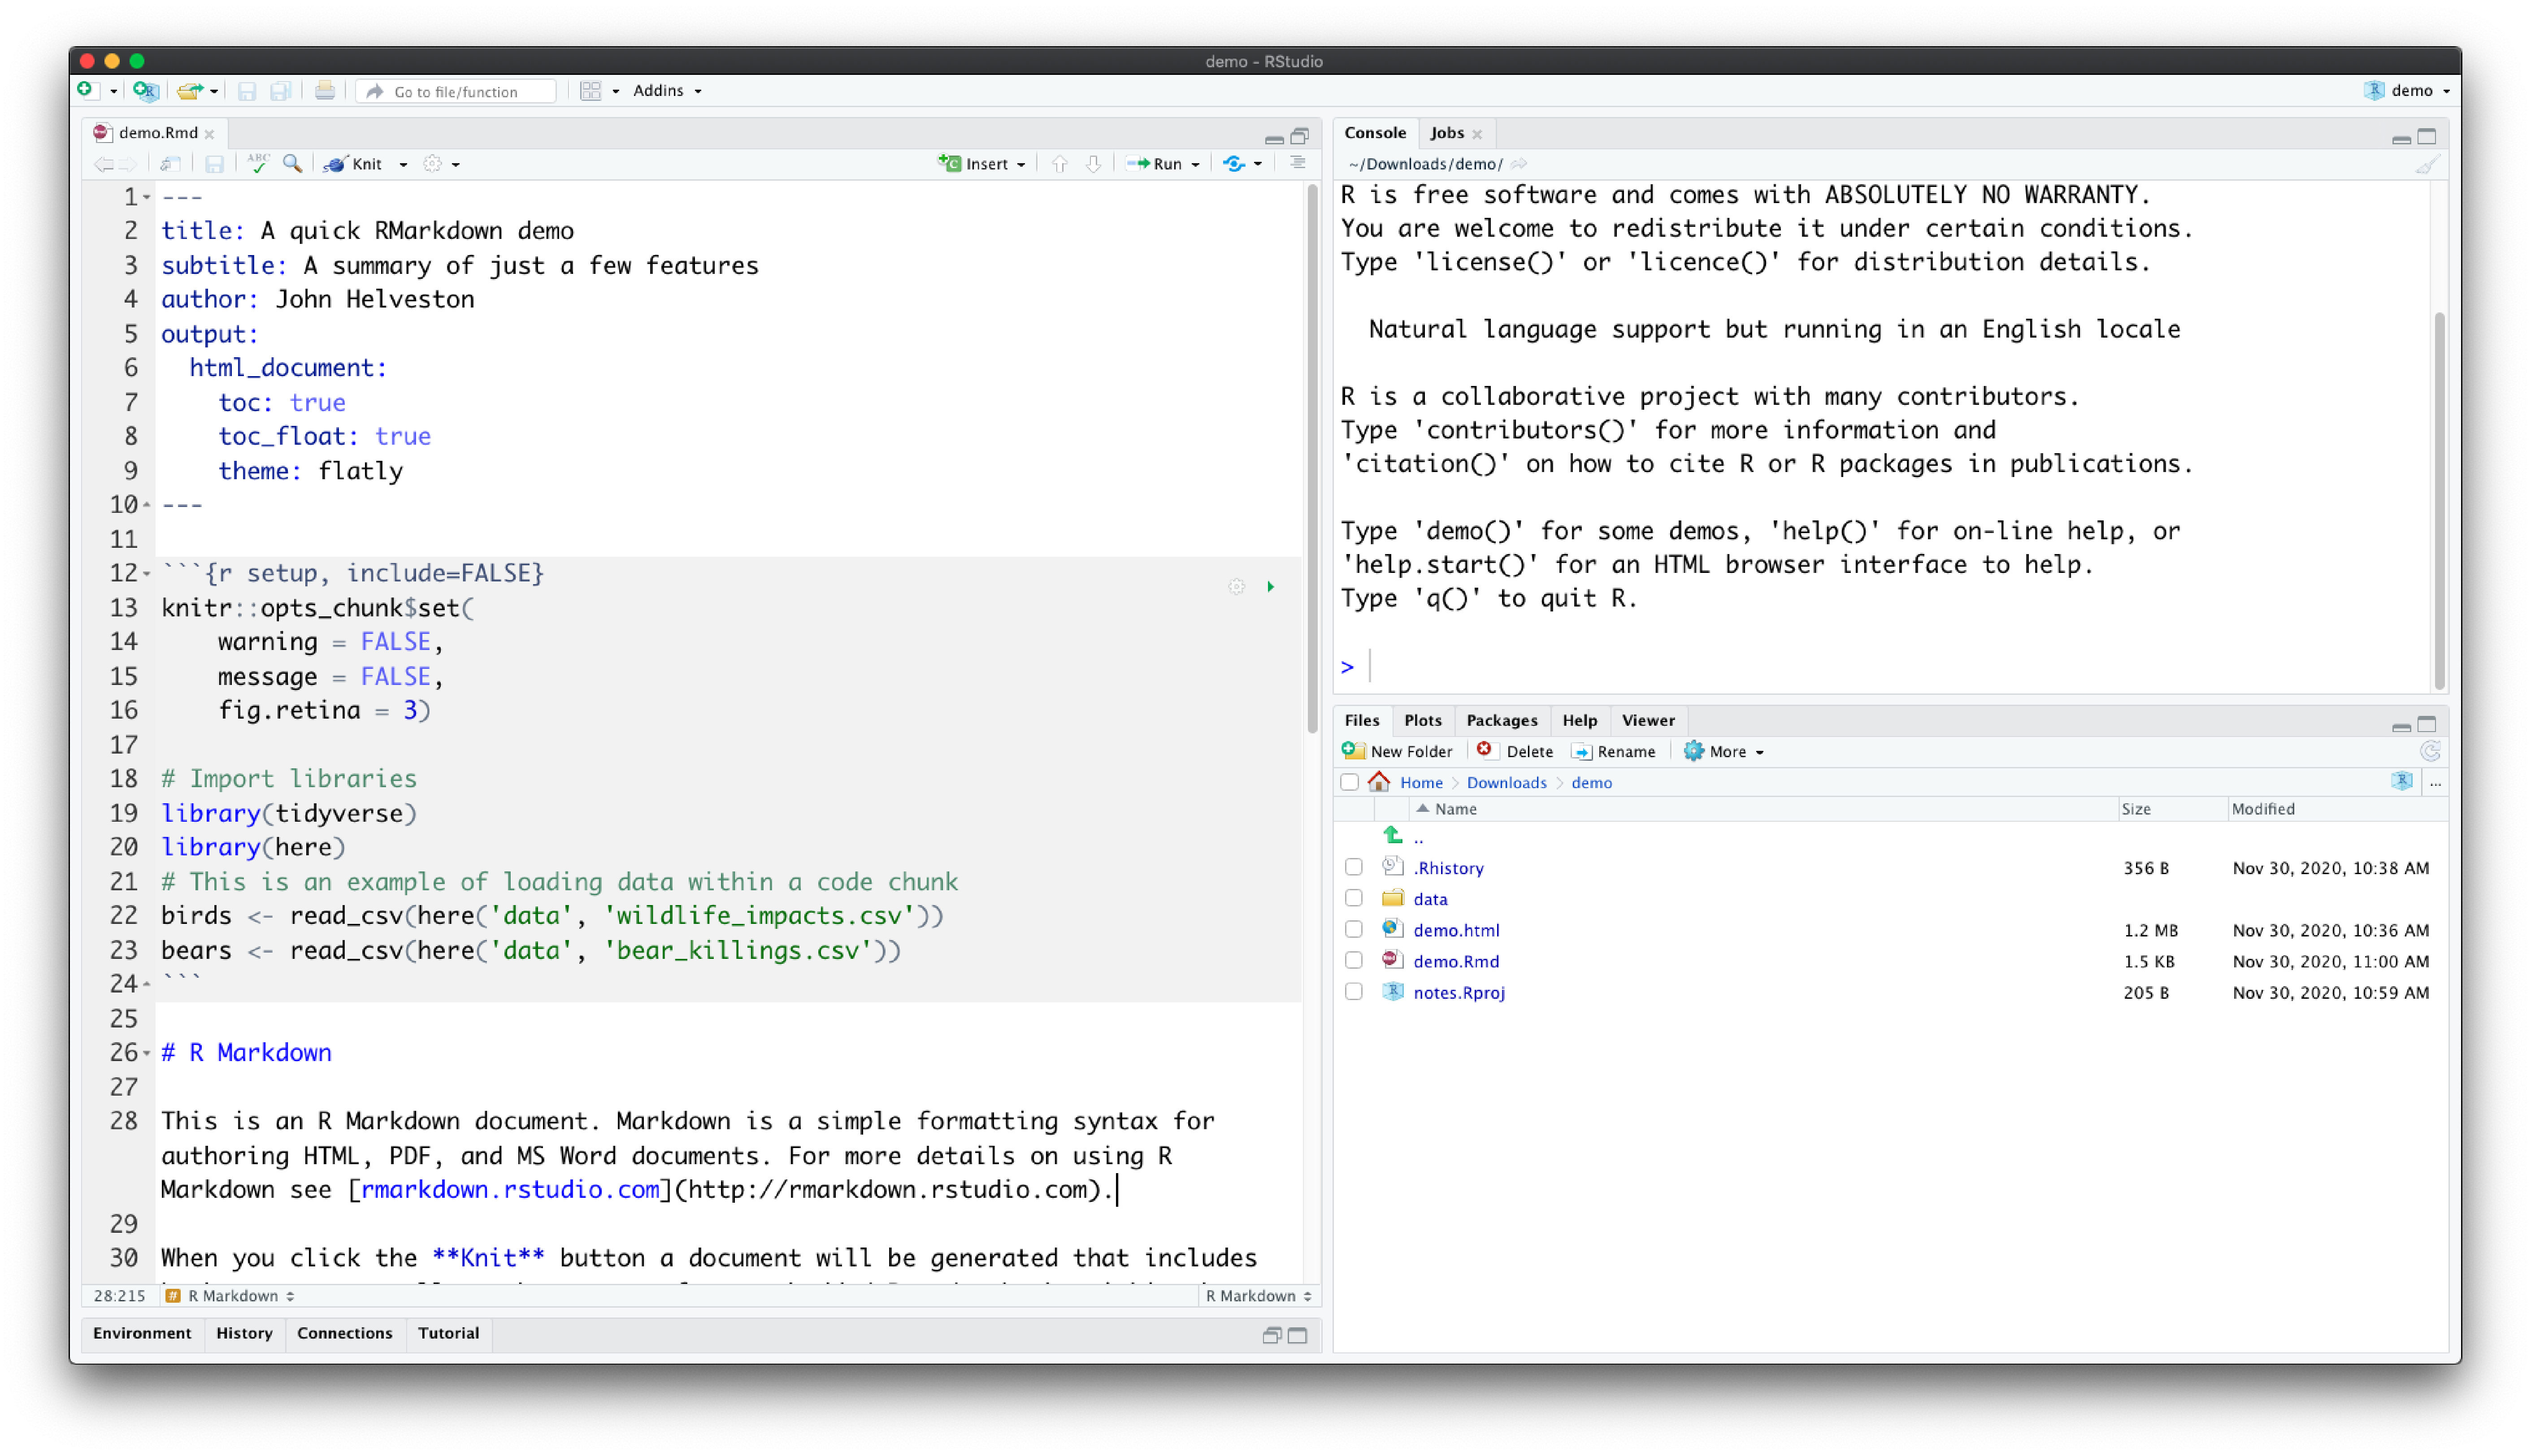 demo - RStudio
Go to file/function
Addins
demo
demo.Rmd
ABC
Knit
Insert
Run
1 ---
2 title: A quick RMarkdown demo
3 subtitle: A summary of just a few features
4 author: John Helveston
5 output:
6   html_document:
7     toc: true
8     toc_float: true
9     theme: flatly
10 ---
11
12 ```{r setup, include=FALSE}
13 knitr::opts_chunk$set(
14     warning = FALSE,
15     message = FALSE,
16     fig.retina = 3)
17
18 # Import libraries
19 library(tidyverse)
20 library(here)
21 # This is an example of loading data within a code chunk
22 birds <- read_csv(here('data', 'wildlife_impacts.csv'))
23 bears <- read_csv(here('data', 'bear_killings.csv'))
24 ```
25
26 # R Markdown
27
28 This is an R Markdown document. Markdown is a simple formatting syntax for
authoring HTML, PDF, and MS Word documents. For more details on using R
Markdown see [rmarkdown.rstudio.com](http://rmarkdown.rstudio.com).
29
30 When you click the **Knit** button a document will be generated that includes
28:215 # R Markdown R Markdown
Environment History Connections Tutorial
Console Jobs
~/Downloads/demo/
R is free software and comes with ABSOLUTELY NO WARRANTY.
You are welcome to redistribute it under certain conditions.
Type 'license()' or 'licence()' for distribution details.
  Natural language support but running in an English locale
R is a collaborative project with many contributors.
Type 'contributors()' for more information and
'citation()' on how to cite R or R packages in publications.
Type 'demo()' for some demos, 'help()' for on-line help, or
'help.start()' for an HTML browser interface to help.
Type 'q()' to quit R.
>
Files Plots Packages Help Viewer
New Folder Delete Rename More
Home Downloads demo ...
Name Size Modified
..
.Rhistory 356 B Nov 30, 2020, 10:38 AM
data
demo.html 1.2 MB Nov 30, 2020, 10:36 AM
demo.Rmd 1.5 KB Nov 30, 2020, 11:00 AM
notes.Rproj 205 B Nov 30, 2020, 10:59 AM